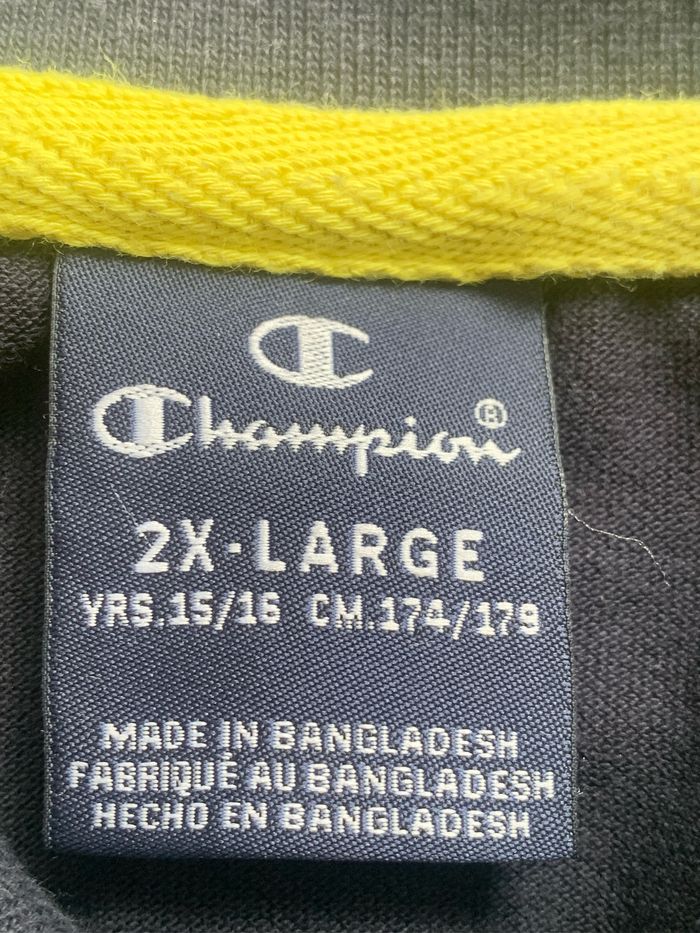 Champion®
2X-LARGE
YRS.15/16 CM.174/179
MADE IN BANGLADESH
FABRIQUÉ AU BANGLADESH
HECHO EN BANGLADESH